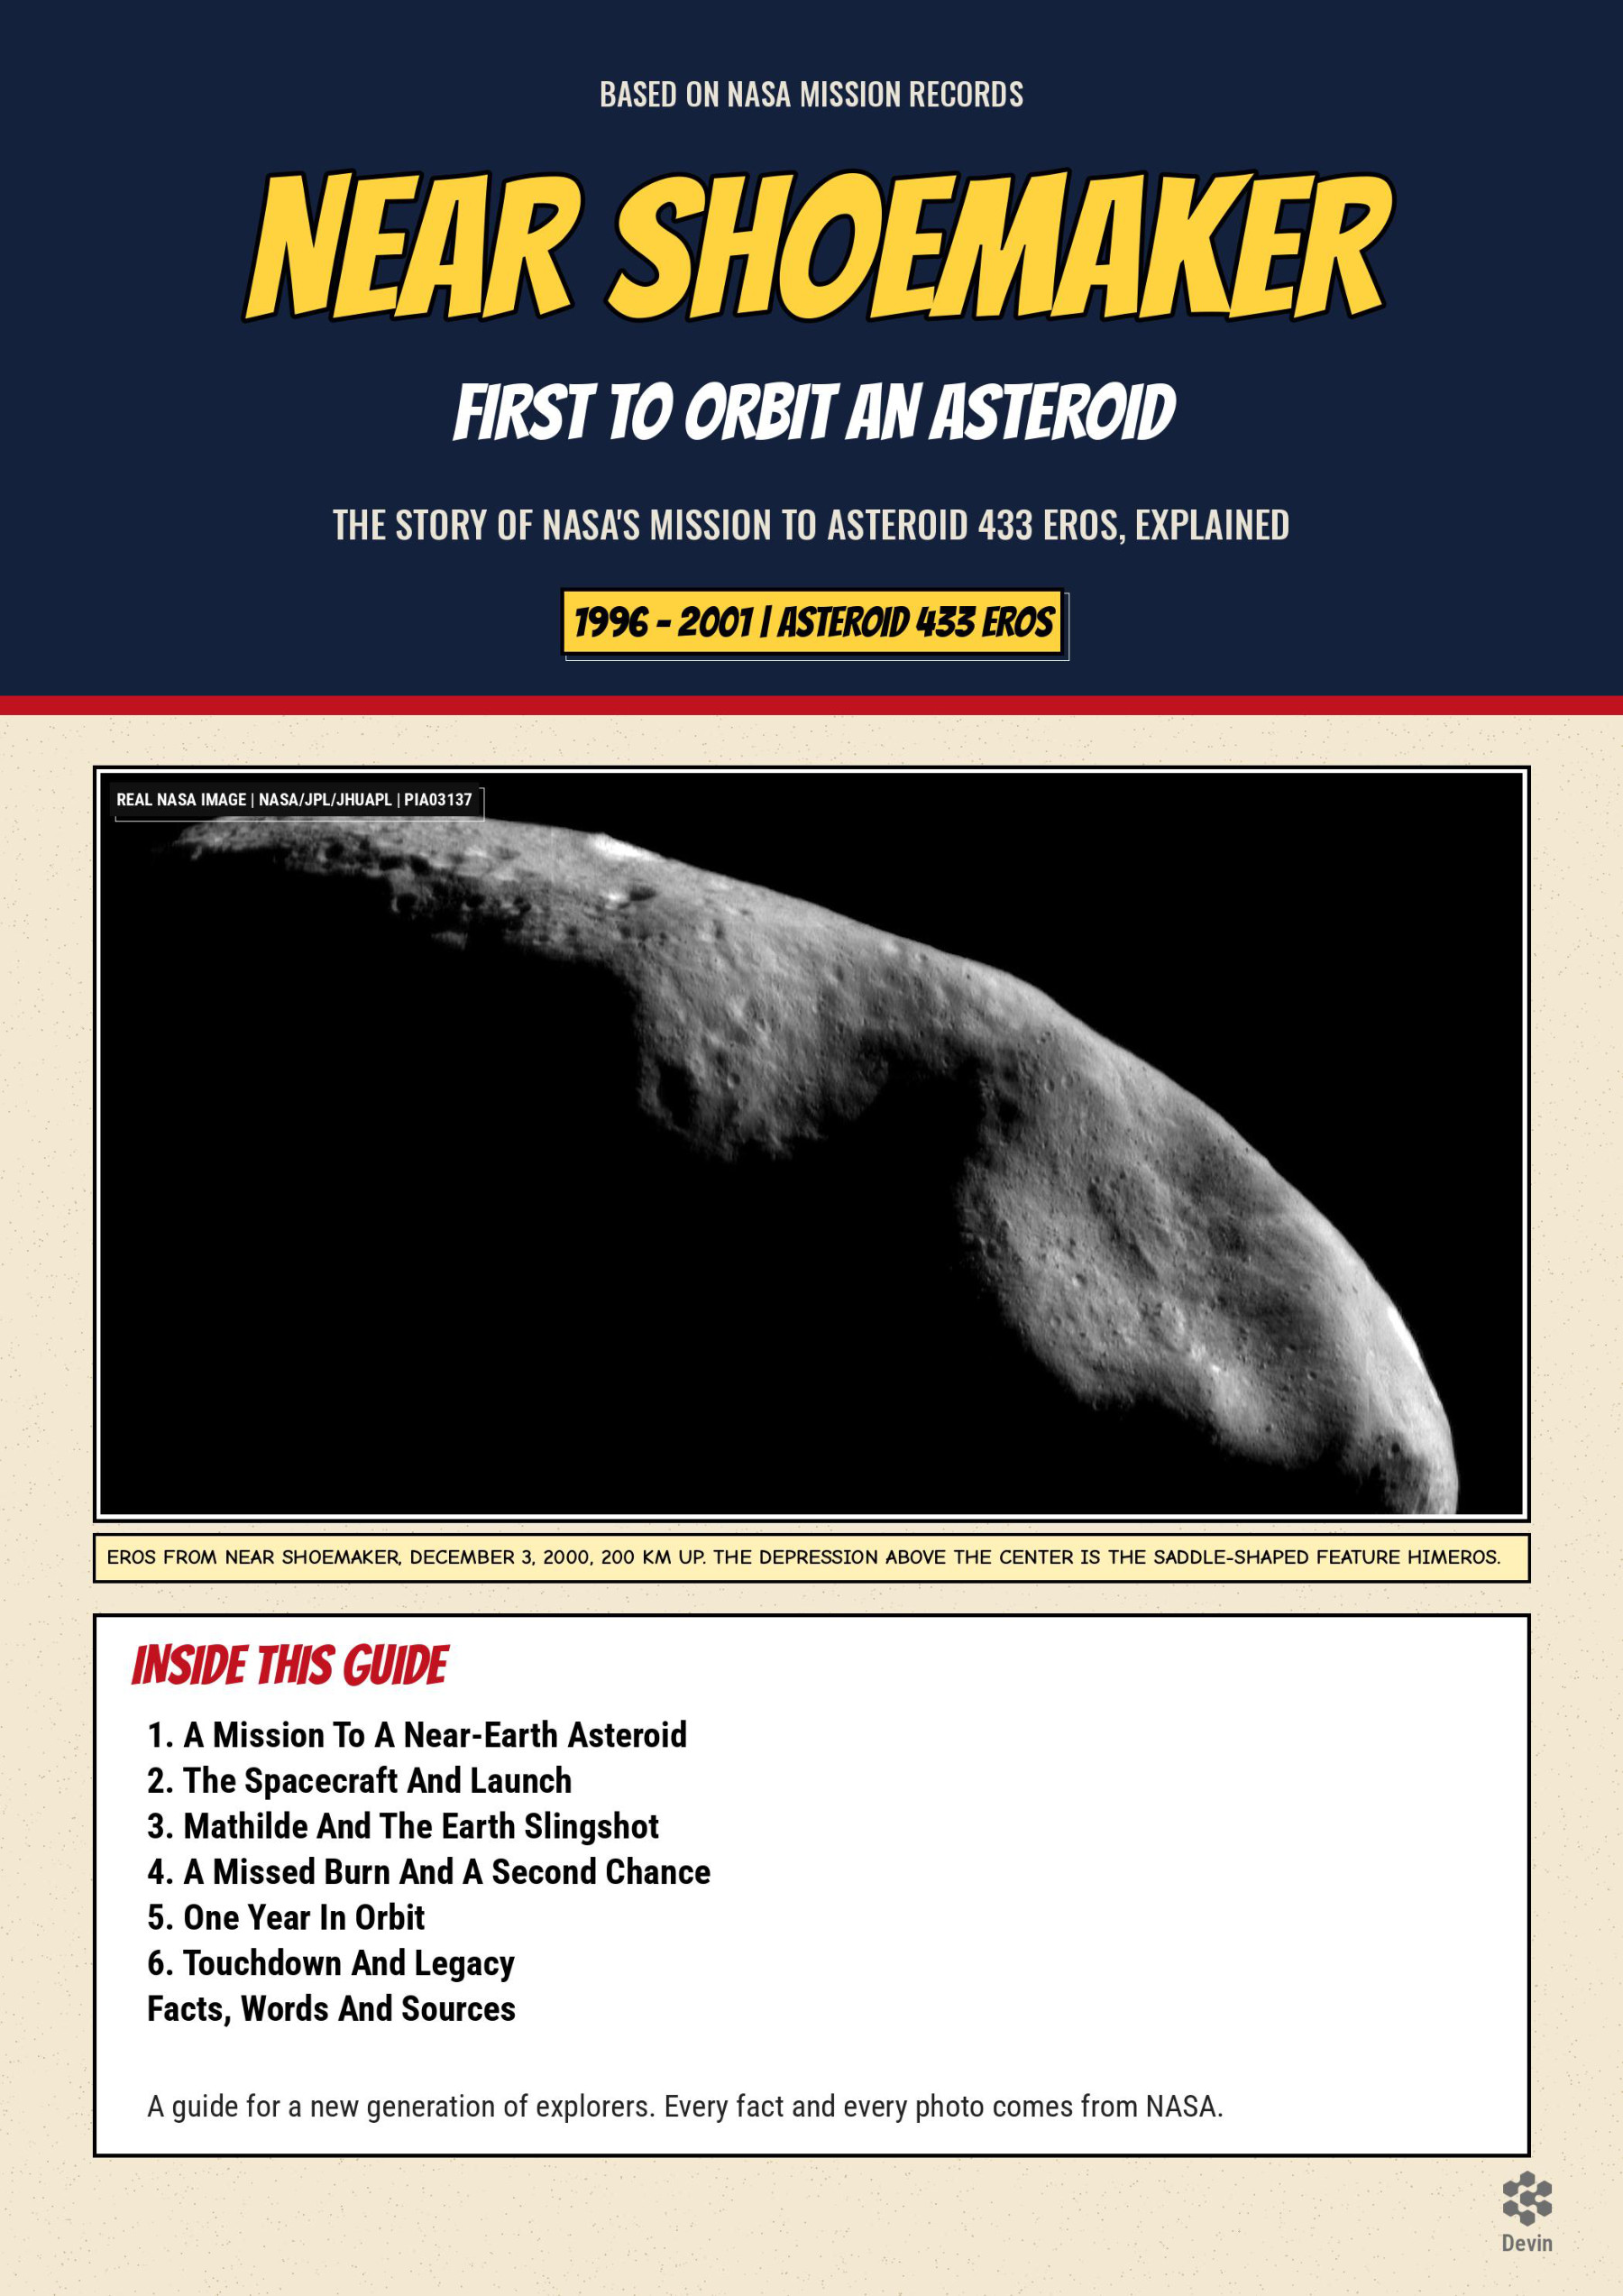 BASED ON NASA MISSION RECORDS
NEAR SHOEMAKER
FIRST TO ORBIT AN ASTEROID
THE STORY OF NASA'S MISSION TO ASTEROID 433 EROS, EXPLAINED
1996 - 2001 | ASTEROID 433 EROS
REAL NASA IMAGE | NASA/JPL/JHUAPL | PIA03137
EROS FROM NEAR SHOEMAKER, DECEMBER 3, 2000, 200 KM UP. THE DEPRESSION ABOVE THE CENTER IS THE SADDLE-SHAPED FEATURE HIMEROS.
INSIDE THIS GUIDE
1. A Mission To A Near-Earth Asteroid
2. The Spacecraft And Launch
3. Mathilde And The Earth Slingshot
4. A Missed Burn And A Second Chance
5. One Year In Orbit
6. Touchdown And Legacy
Facts, Words And Sources
A guide for a new generation of explorers. Every fact and every photo comes from NASA.
Devin